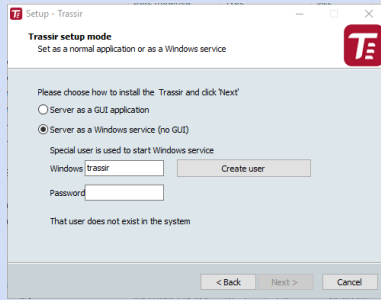 Setup - Trassir
Trassir setup mode
Set as a normal application or as a Windows service
Please choose how to install the Trassir and click 'Next'
Server as a GUI application
Server as a Windows service (no GUI)
Special user is used to start Windows service
Windows trassir Create user
Password
That user does not exist in the system
< Back Next > Cancel